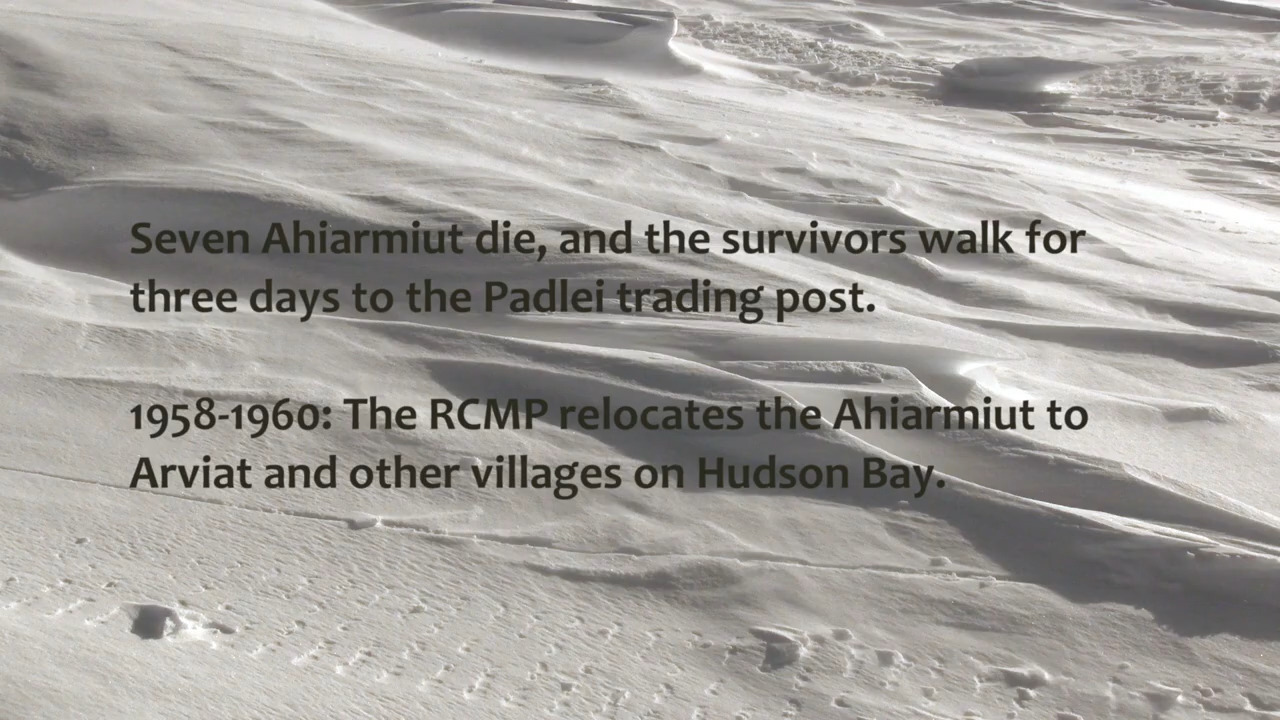 Seven Ahiarmiut die, and the survivors walk for
three days to the Padlei trading post.
1958-1960: The RCMP relocates the Ahiarmiut to
Arviat and other villages on Hudson Bay.